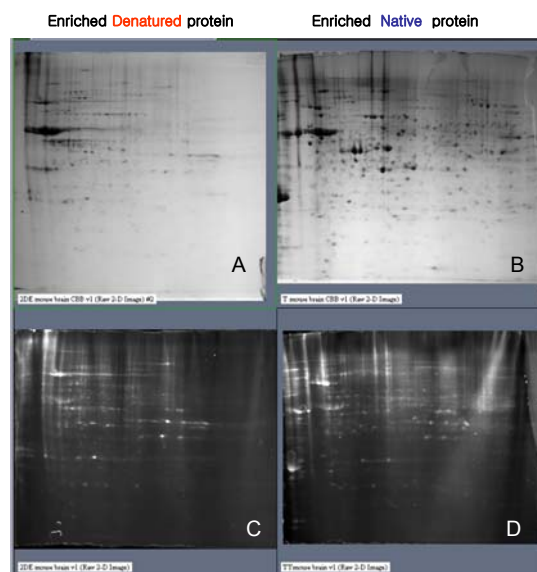 Enriched Denatured protein
Enriched Native protein
A
B
2DE mouse brain CBB v1 (Raw 2-D Image) #2
T mouse brain CBB v1 (Raw 2-D Image)
C
D
2DE mouse brain v1 (Raw 2-D Image)
TT mouse brain v1 (Raw 2-D Image)